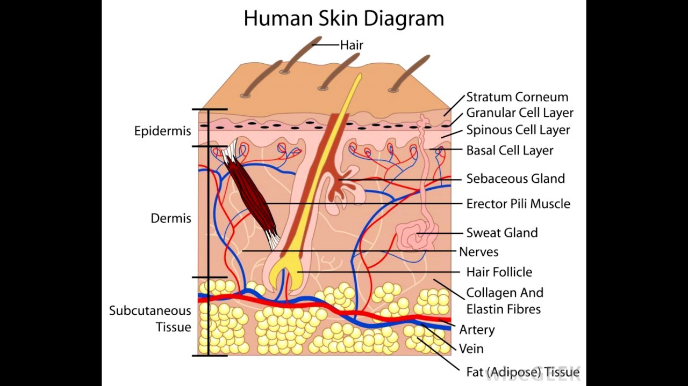 Human Skin Diagram
Hair
Stratum Corneum
Granular Cell Layer
Epidermis
Spinous Cell Layer
Basal Cell Layer
Sebaceous Gland
Erector Pili Muscle
Dermis
Sweat Gland
Nerves
Hair Follicle
Collagen And
Elastin Fibres
Subcutaneous
Tissue
Artery
Vein
Fat (Adipose) Tissue
wiseGEEK